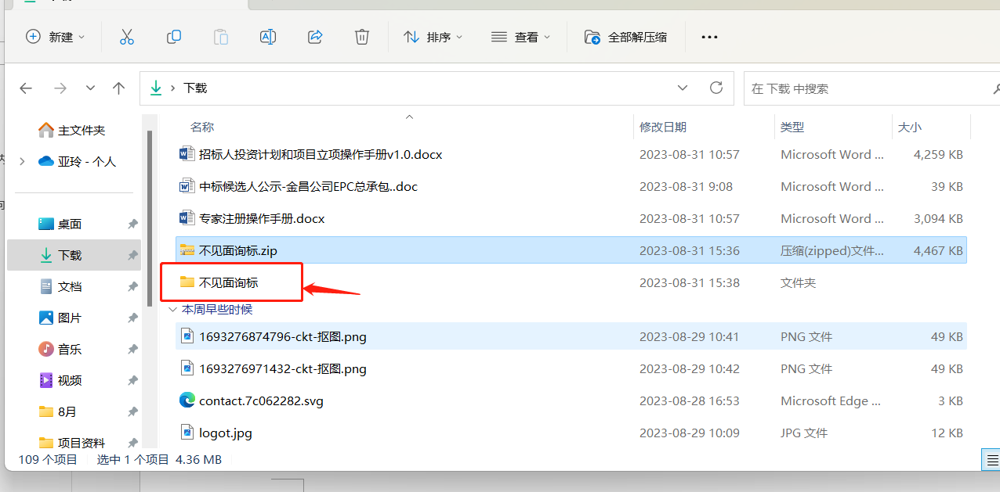 新建 排序 查看 全部解压缩
下载 在 下载 中搜索
主文件夹
亚玲 - 个人
桌面
下载
文档
图片
音乐
视频
8月
项目资料
名称 修改日期 类型 大小
招标人投资计划和项目立项操作手册v1.0.docx 2023-08-31 10:57 Microsoft Word ... 4,259 KB
中标候选人公示-金昌公司EPC总承包..doc 2023-08-31 9:08 Microsoft Word ... 39 KB
专家注册操作手册.docx 2023-08-31 10:57 Microsoft Word ... 3,094 KB
不见面询标.zip 2023-08-31 15:36 压缩(zipped)文件... 4,467 KB
不见面询标 2023-08-31 15:38 文件夹
本周早些时候
1693276874796-ckt-抠图.png 2023-08-29 10:41 PNG 文件 49 KB
1693276971432-ckt-抠图.png 2023-08-29 10:42 PNG 文件 49 KB
contact.7c062282.svg 2023-08-28 16:53 Microsoft Edge ... 3 KB
logot.jpg 2023-08-29 10:09 JPG 文件 12 KB
109 个项目 选中 1 个项目 4.36 MB